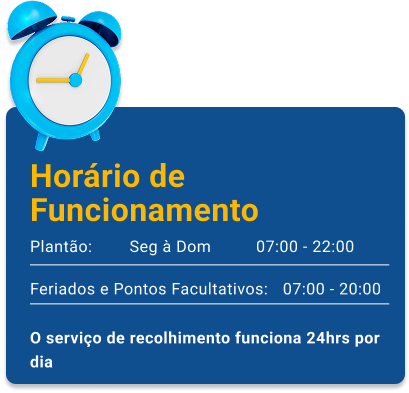 Horário de
Funcionamento
Plantão: Seg à Dom 07:00 - 22:00
Feriados e Pontos Facultativos: 07:00 - 20:00
O serviço de recolhimento funciona 24hrs por
dia